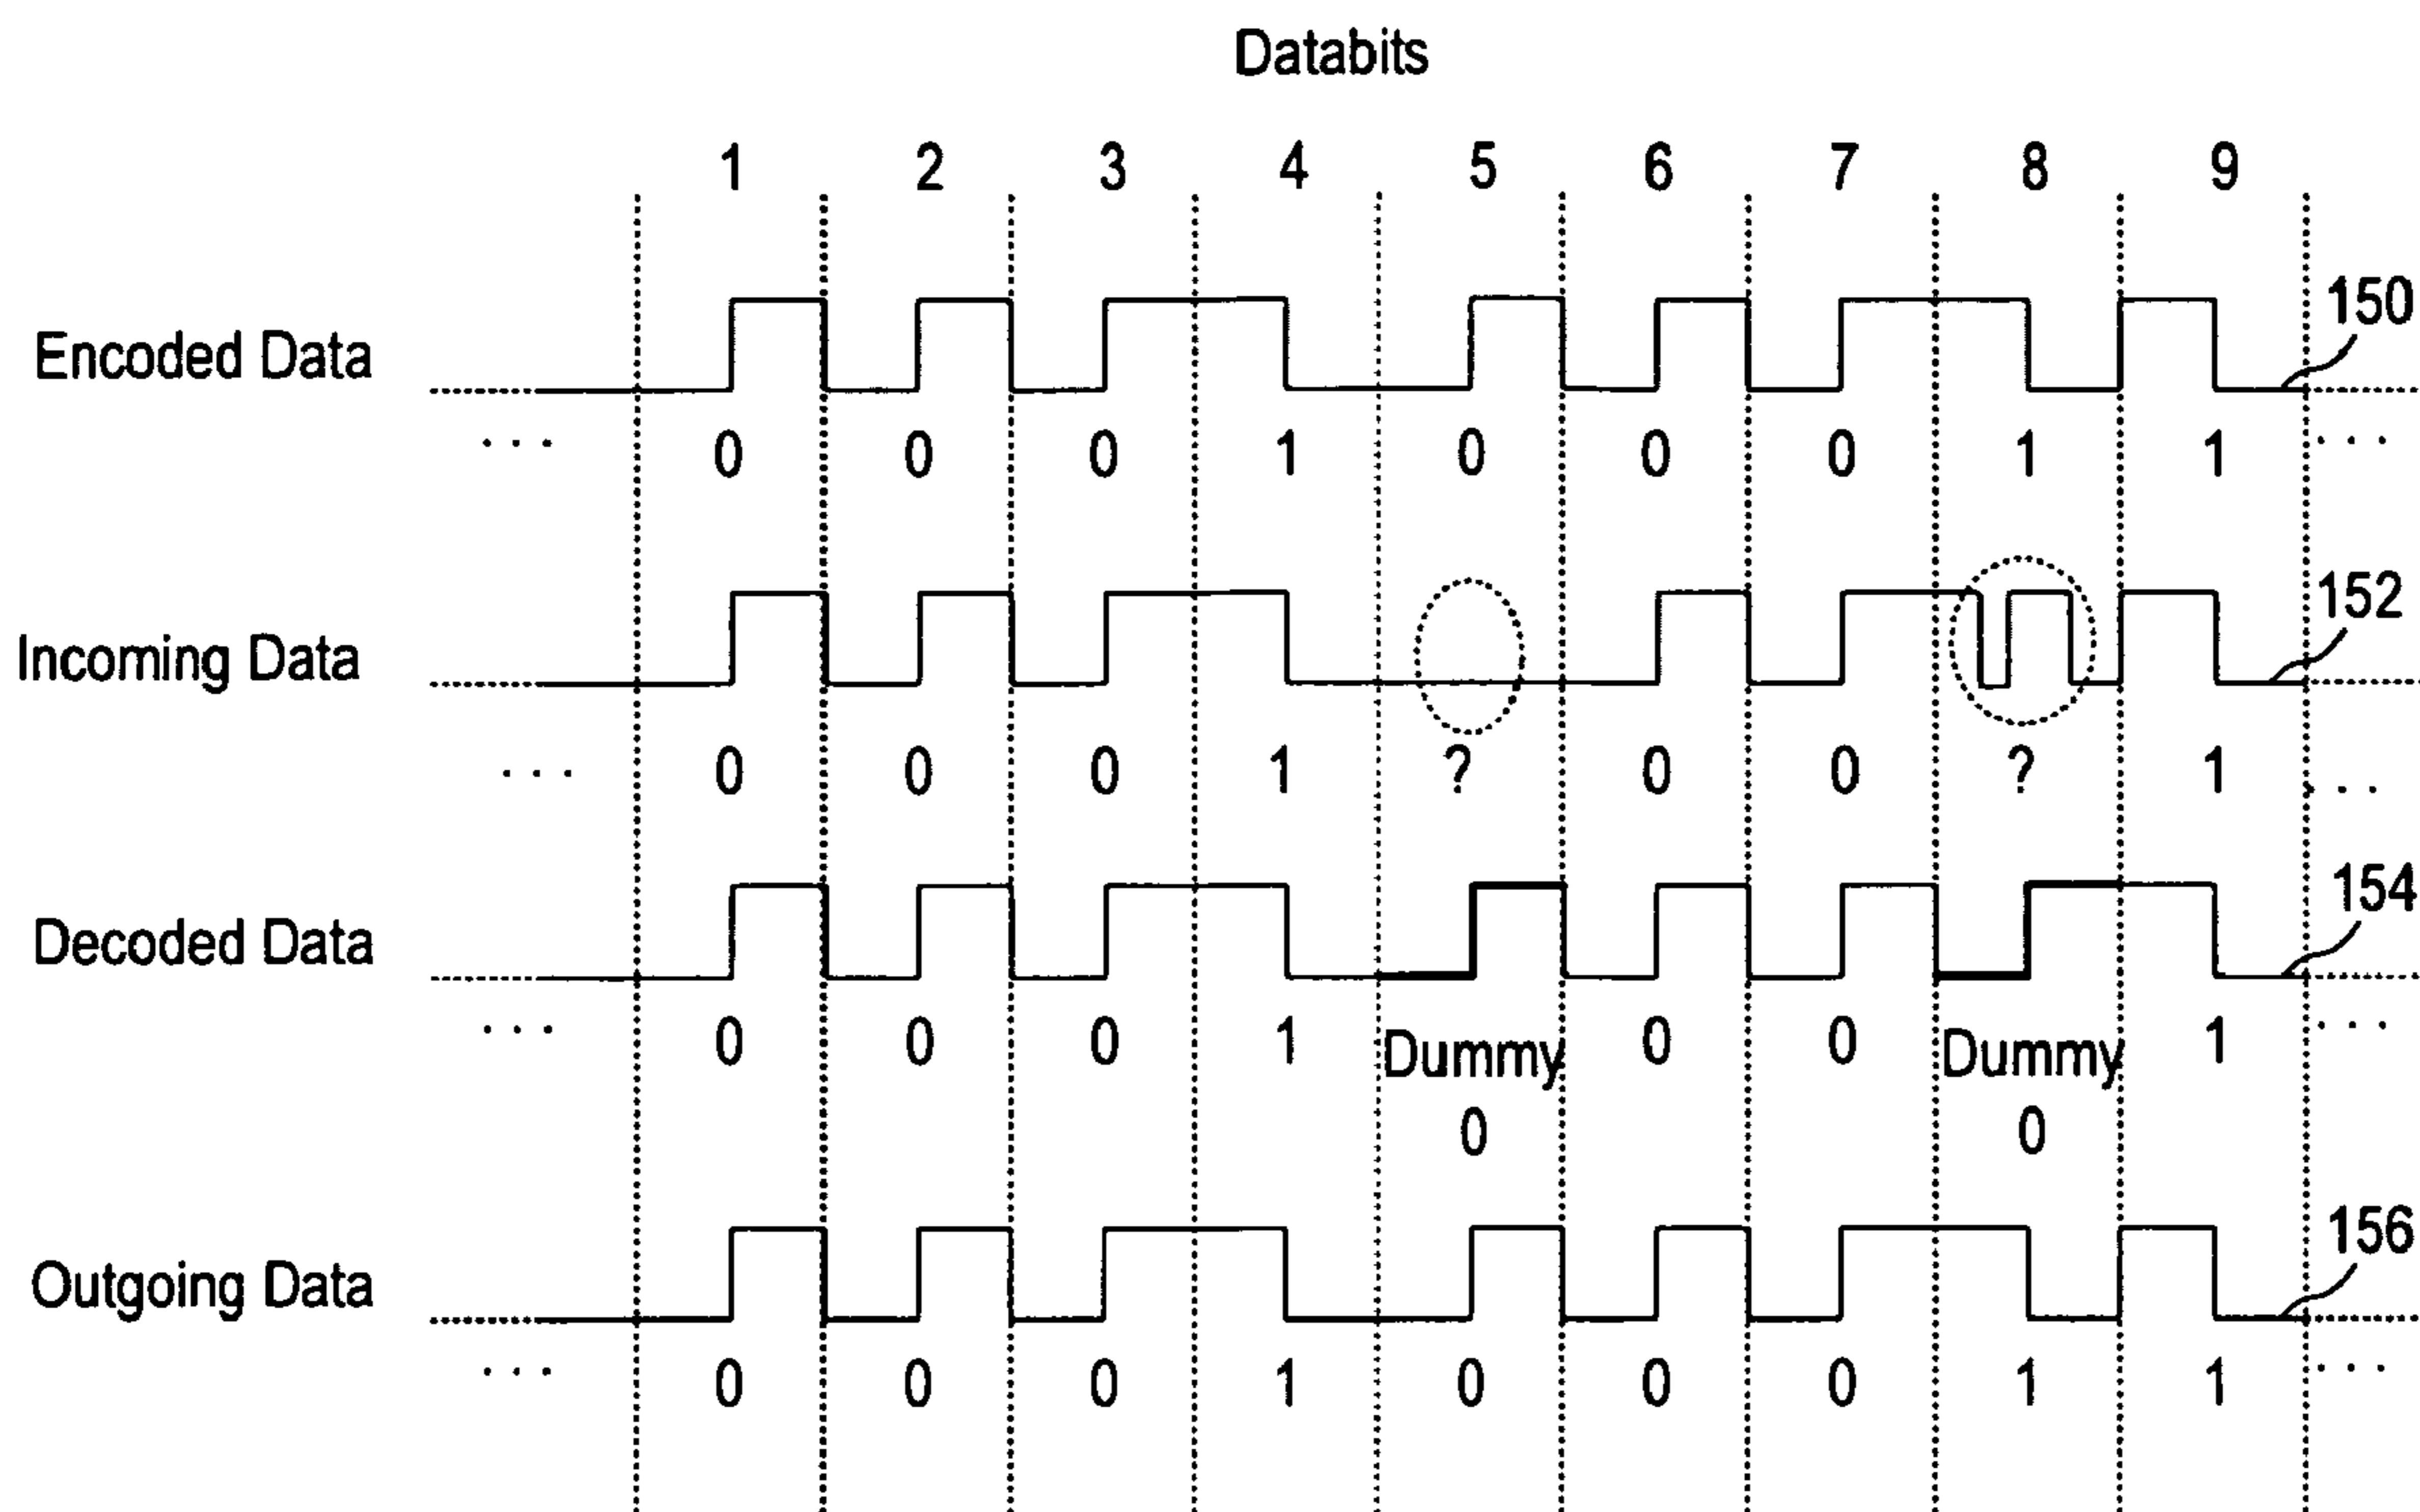 Databits
1 2 3 4 5 6 7 8 9
150
Encoded Data
... 0 0 0 1 0 0 0 1 1 ...
152
Incoming Data
... 0 0 0 1 ? 0 0 ? 1 ...
154
Decoded Data
... 0 0 0 1 Dummy 0 0 Dummy 1 ...
0 0
156
Outgoing Data
... 0 0 0 1 0 0 0 1 1 ...